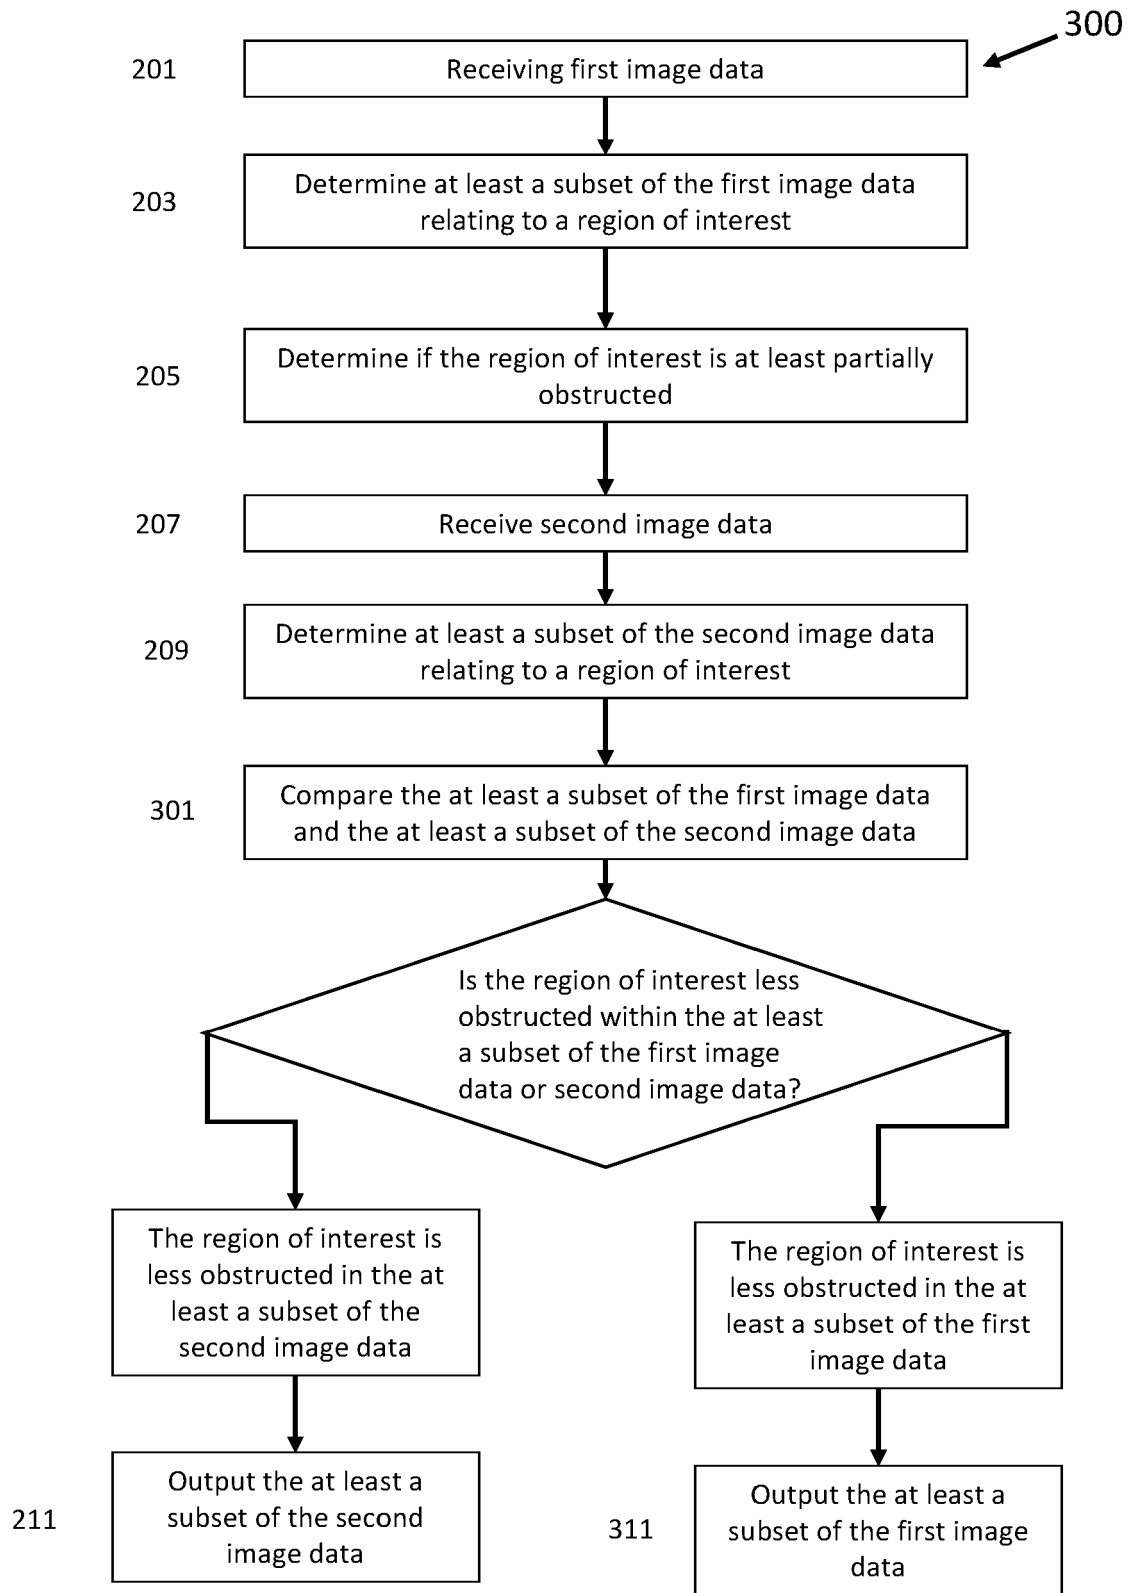 300
201
Receiving first image data
203
Determine at least a subset of the first image data
relating to a region of interest
205
Determine if the region of interest is at least partially
obstructed
207
Receive second image data
209
Determine at least a subset of the second image data
relating to a region of interest
301
Compare the at least a subset of the first image data
and the at least a subset of the second image data
Is the region of interest less
obstructed within the at least
a subset of the first image
data or second image data?
The region of interest is
less obstructed in the at
least a subset of the
second image data
The region of interest is
less obstructed in the at
least a subset of the first
image data
211
Output the at least a
subset of the second
image data
311
Output the at least a
subset of the first image
data